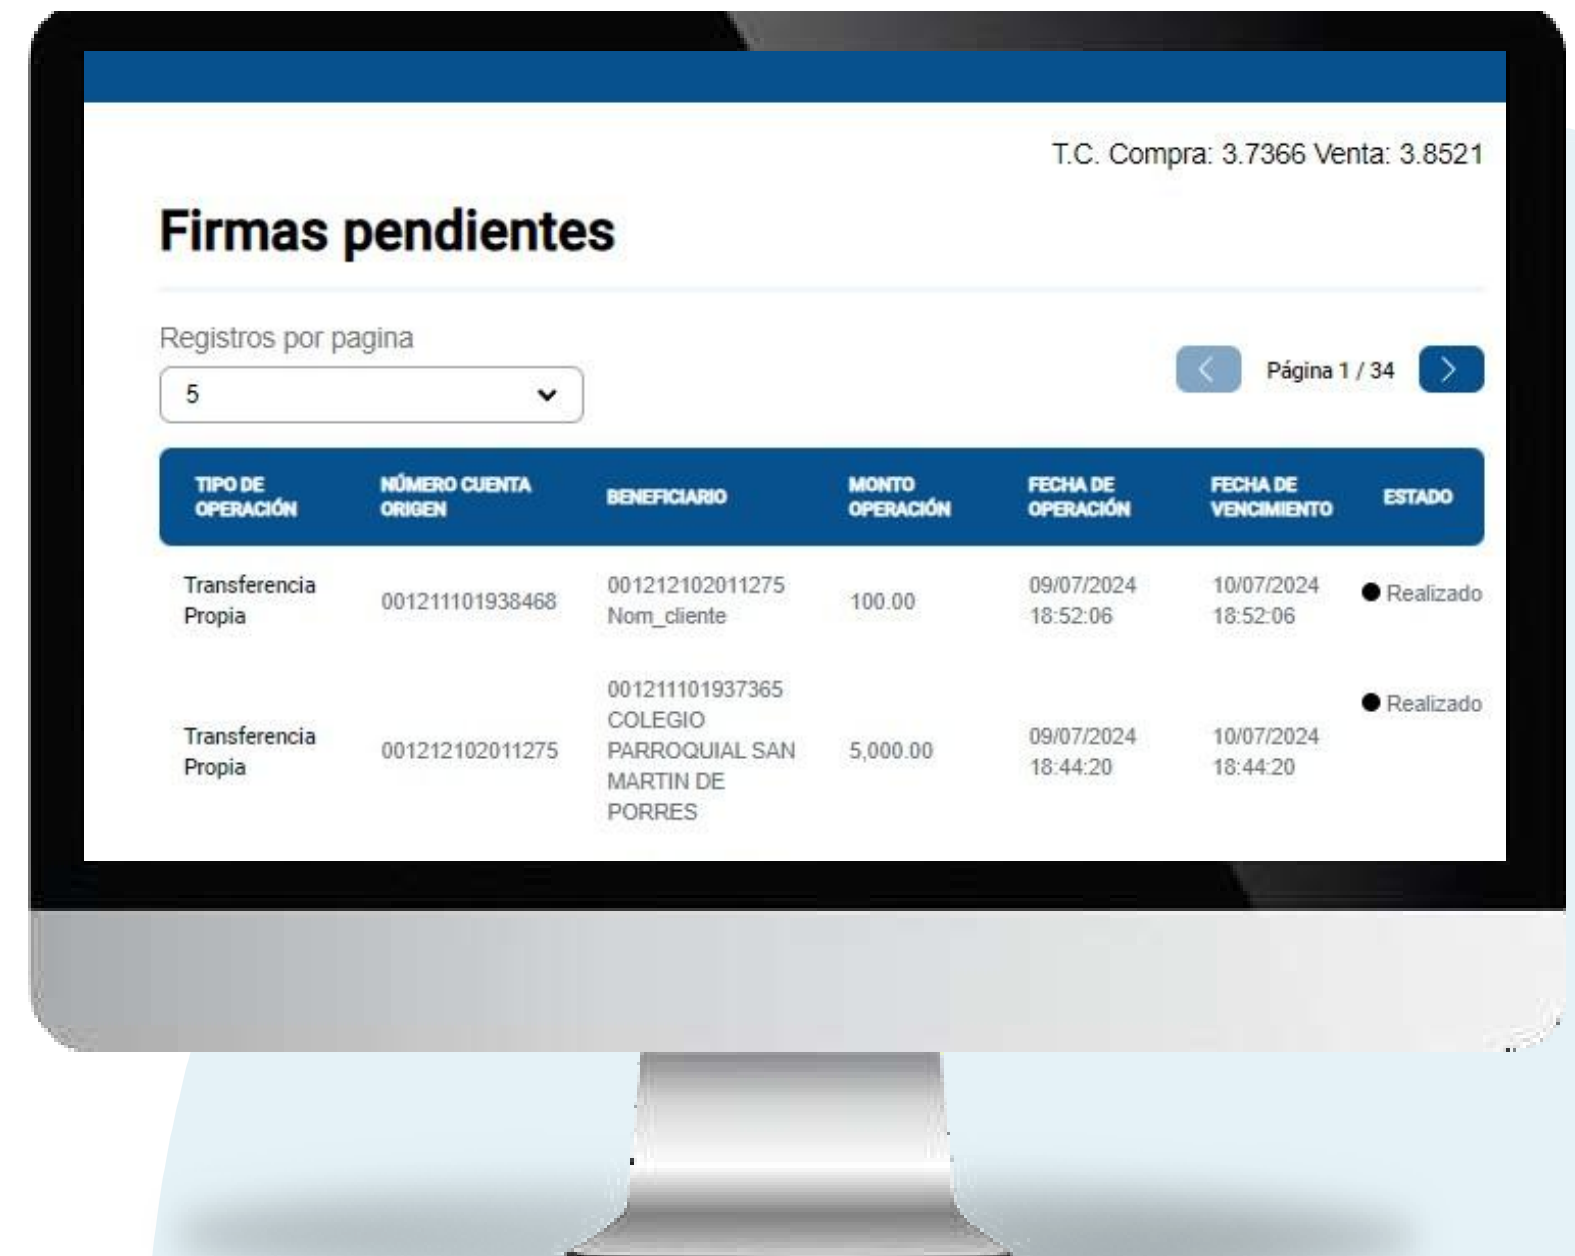 T.C. Compra: 3.7366 Venta: 3.8521
Firmas pendientes
Registros por pagina
5
Página 1 / 34
TIPO DE OPERACIÓN
NÚMERO CUENTA ORIGEN
BENEFICIARIO
MONTO OPERACIÓN
FECHA DE OPERACIÓN
FECHA DE VENCIMIENTO
ESTADO
Transferencia
Propia
001211101938468
001212102011275
Nom_cliente
100.00
09/07/2024
18:52:06
10/07/2024
18:52:06
Realizado
Transferencia
Propia
001212102011275
001211101937365
COLEGIO
PARROQUIAL SAN
MARTIN DE
PORRES
5,000.00
09/07/2024
18:44:20
10/07/2024
18:44:20
Realizado